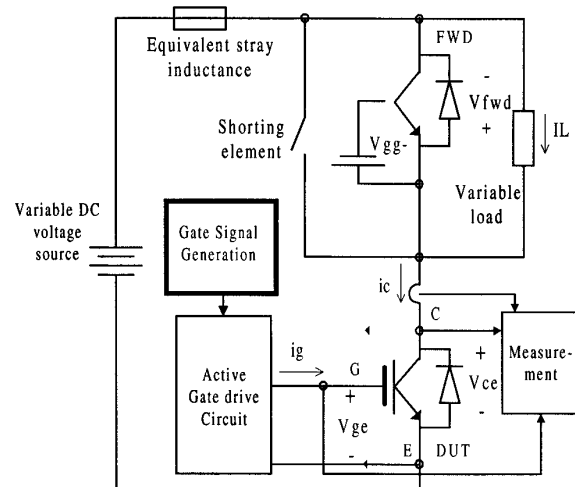 Equivalent stray
inductance
FWD
-
Vfwd
+
IL
Shorting
element
Vgg-
Variable
load
Variable DC
voltage
source
Gate Signal
Generation
ic
C
ig
G
+
Vge
-
Active
Gate drive
Circuit
+
Vce
-
Measure-
ment
E
DUT